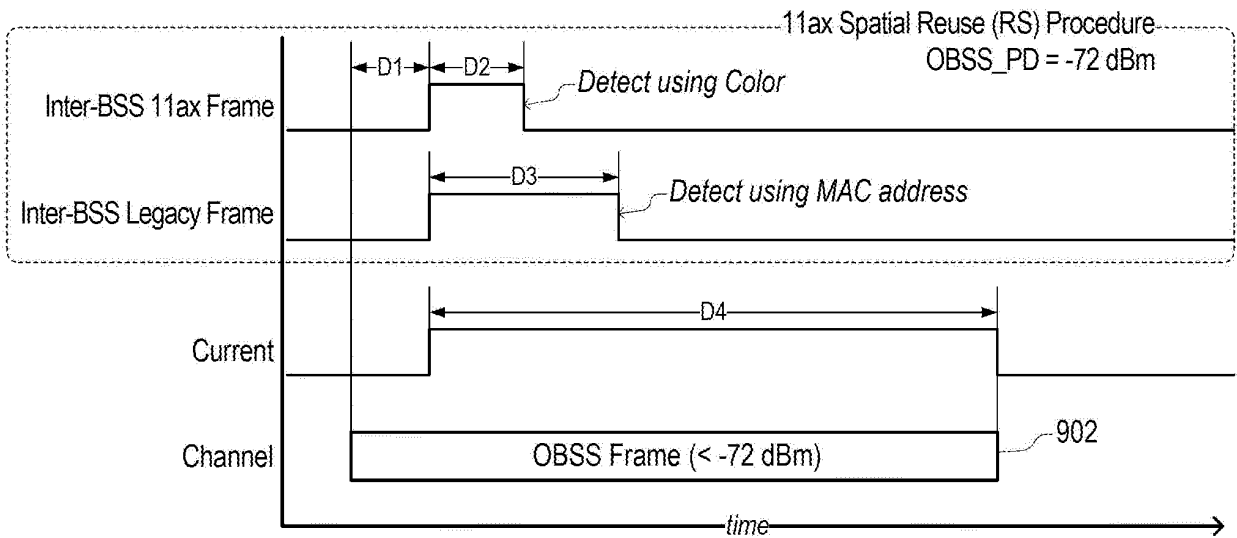 11ax Spatial Reuse (RS) Procedure
OBSS_PD = -72 dBm
D1
D2
Detect using Color
Inter-BSS 11ax Frame
D3
Detect using MAC address
Inter-BSS Legacy Frame
D4
Current
902
Channel
OBSS Frame (< -72 dBm)
time